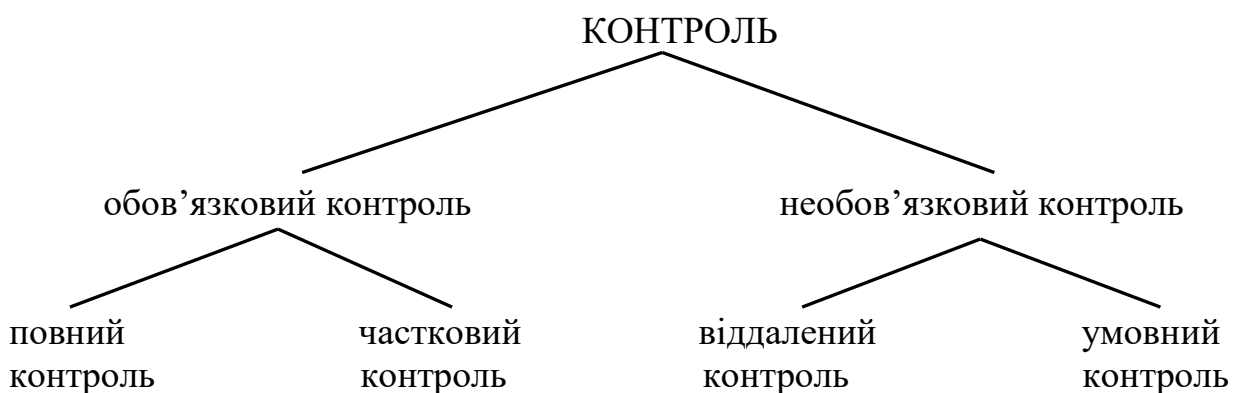 КОНТРОЛЬ
обов’язковий контроль
необов’язковий контроль
повний
контроль
частковий
контроль
віддалений
контроль
умовний
контроль